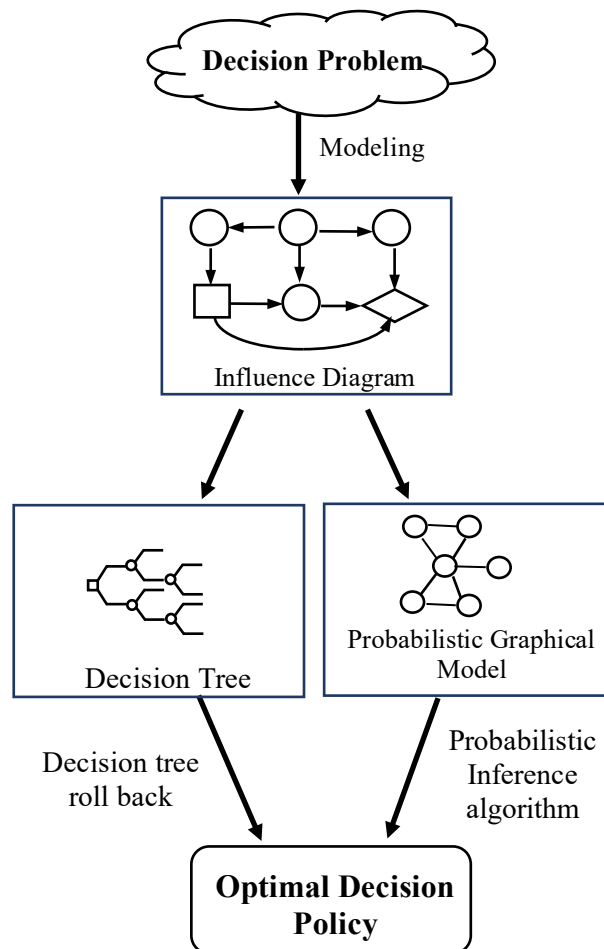 Decision Problem
Modeling
Influence Diagram
Decision Tree
Probabilistic Graphical
Model
Decision tree
roll back
Probabilistic
Inference
algorithm
Optimal Decision
Policy